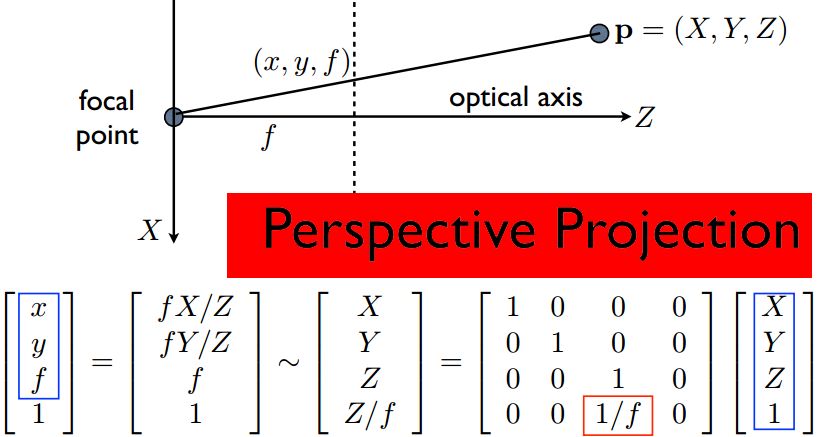 p = (X, Y, Z)
(x, y, f)
focal point
optical axis
Z
f
X
Perspective Projection
[x y f 1] = [fX/Z fY/Z f 1] ∼ [X Y Z Z/f] = [1 0 0 0 0 1 0 0 0 0 1 0 0 0 1/f 0] [X Y Z 1]